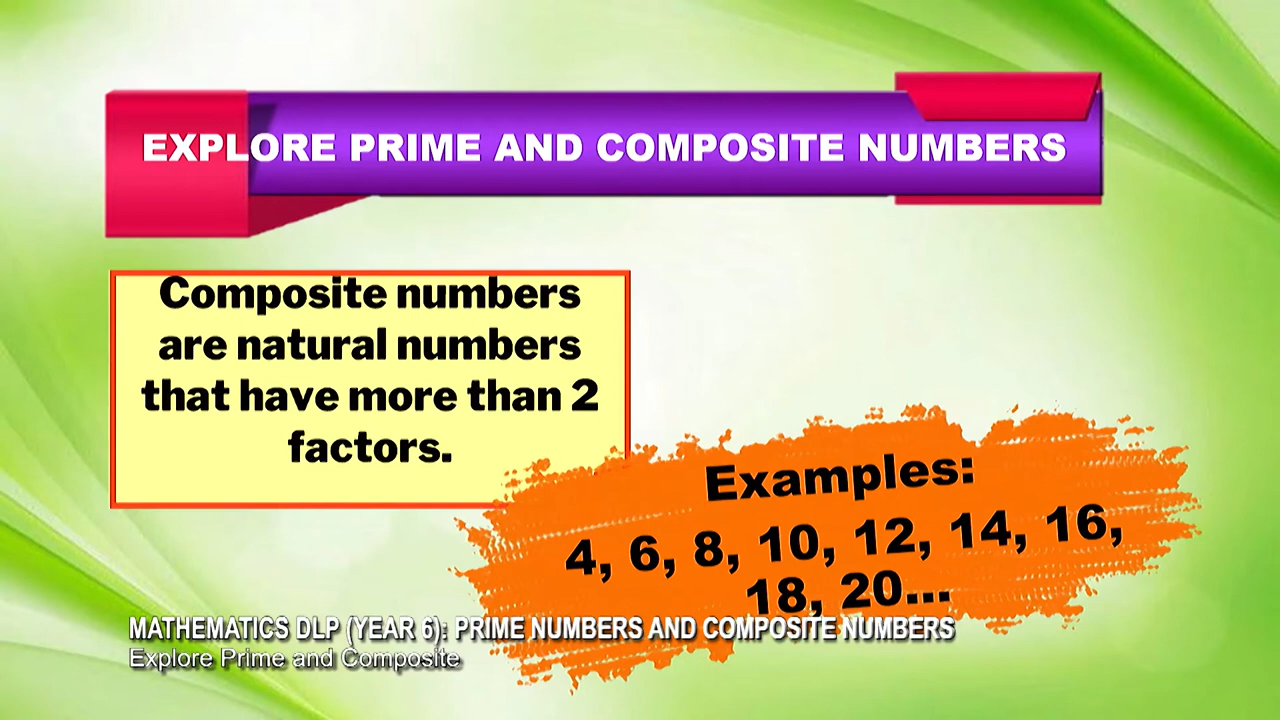 EXPLORE PRIME AND COMPOSITE NUMBERS
Composite numbers
are natural numbers
that have more than 2
factors.
Examples:
4, 6, 8, 10, 12, 14, 16,
18, 20...
MATHEMATICS DLP (YEAR 6): PRIME NUMBERS AND COMPOSITE NUMBERS
Explore Prime and Composite